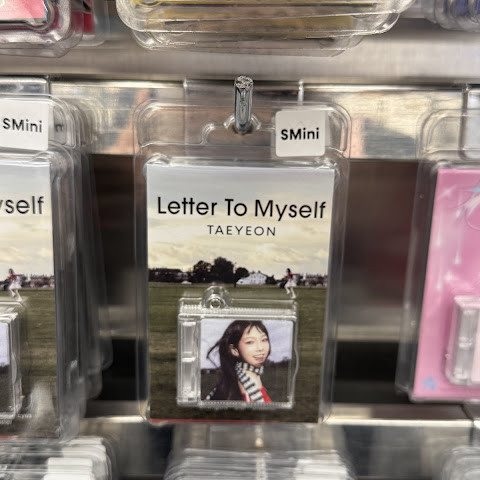 SMini
SMini
yself
Letter To Myself
TAEYEON